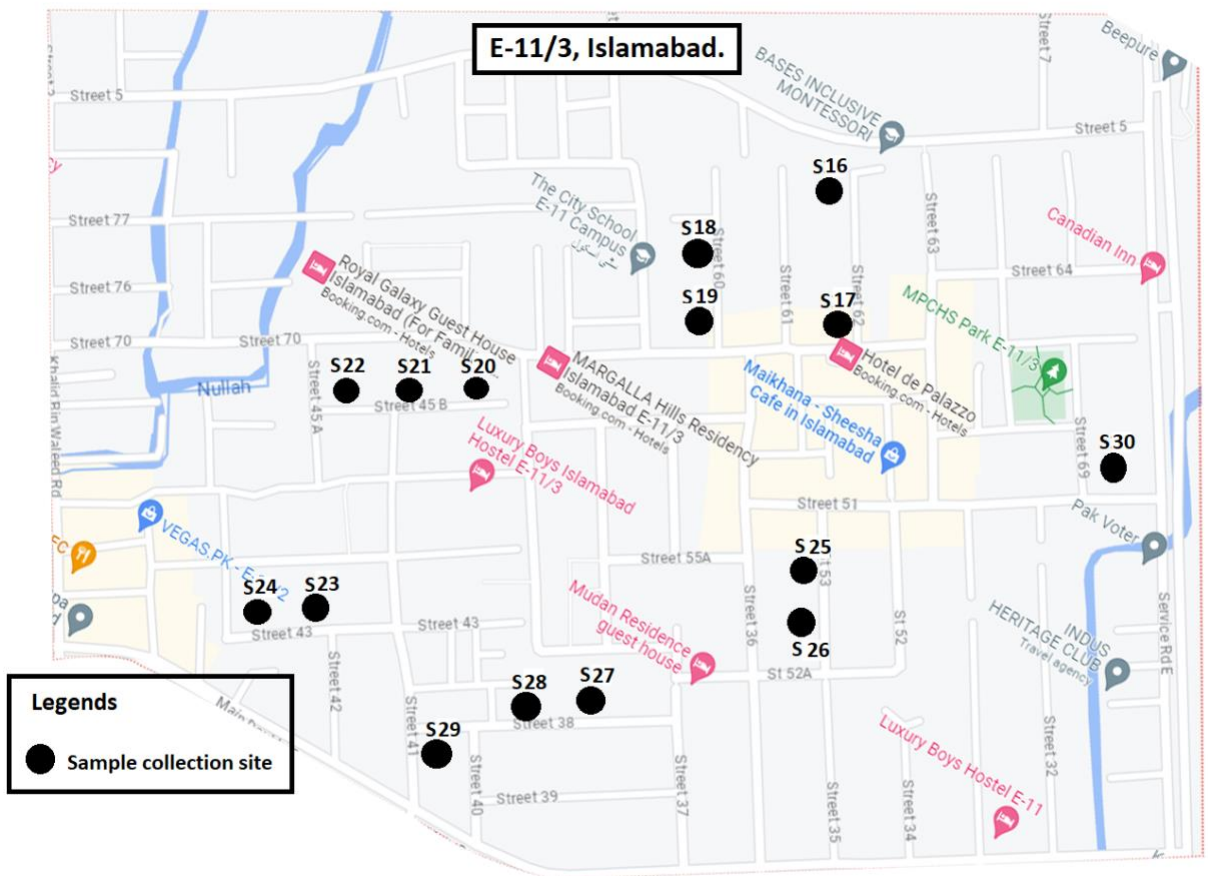 E-11/3, Islamabad.
Beepure
Street 7
BASES INCLUSIVE
MONTESSORI
Street 5
Street 5
S16
The City School
E-11 Campus
Street 63
Street 77
S18
Street 60
Canadian Inn
Royal Galaxy Guest House
Islamabad (For Famil...
Booking.com - Hotels
Street 61
Street 62
Street 64
Street 76
S19
S17
MPCHS Park E-11/3
Street 70
Street 70
Hotel de Palazzo
Booking.com - Hotels
MARGALLA Hills Residency
Islamabad E-11/3
Booking.com - Hotels
Maikhana - Sheesha
Cafe in Islamabad
S22
S21
S20
Nullah
Street 45 A
Street 45 B
Khalid Bin Waleed Rd
Luxury Boys Islamabad
Hostel E-11/3
Street 69
S30
Street 51
Pak Voter
VEGAS.PK - E-11/2
S25
Street 55A
53
S24
S23
Street 43
Street 43
Mudan Residence
guest house
Street 36
S 26
St 52
INDUS
HERITAGE CLUB
Travel agency
Service Rd E
Street 42
S28
S27
St 52A
Street 38
Legends
Sample collection site
S29
Street 41
Street 40
Street 39
Street 37
Street 35
Street 34
Street 32
Luxury Boys Hostel E-11